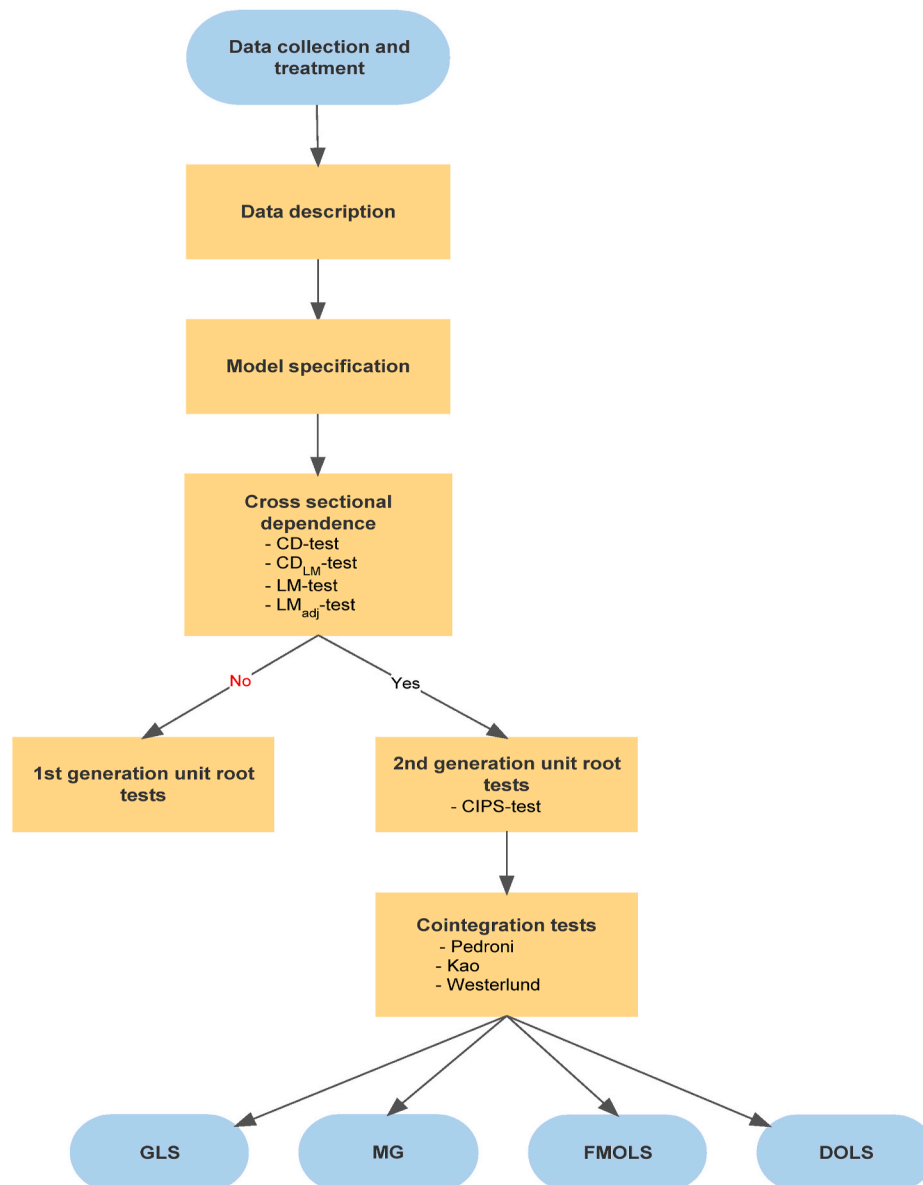 Data collection and
treatment
Data description
Model specification
Cross sectional
dependence
- CD-test
- CD_LM-test
- LM-test
- LM_adj-test
No
Yes
1st generation unit root
tests
2nd generation unit root
tests
- CIPS-test
Cointegration tests
- Pedroni
- Kao
- Westerlund
GLS
MG
FMOLS
DOLS